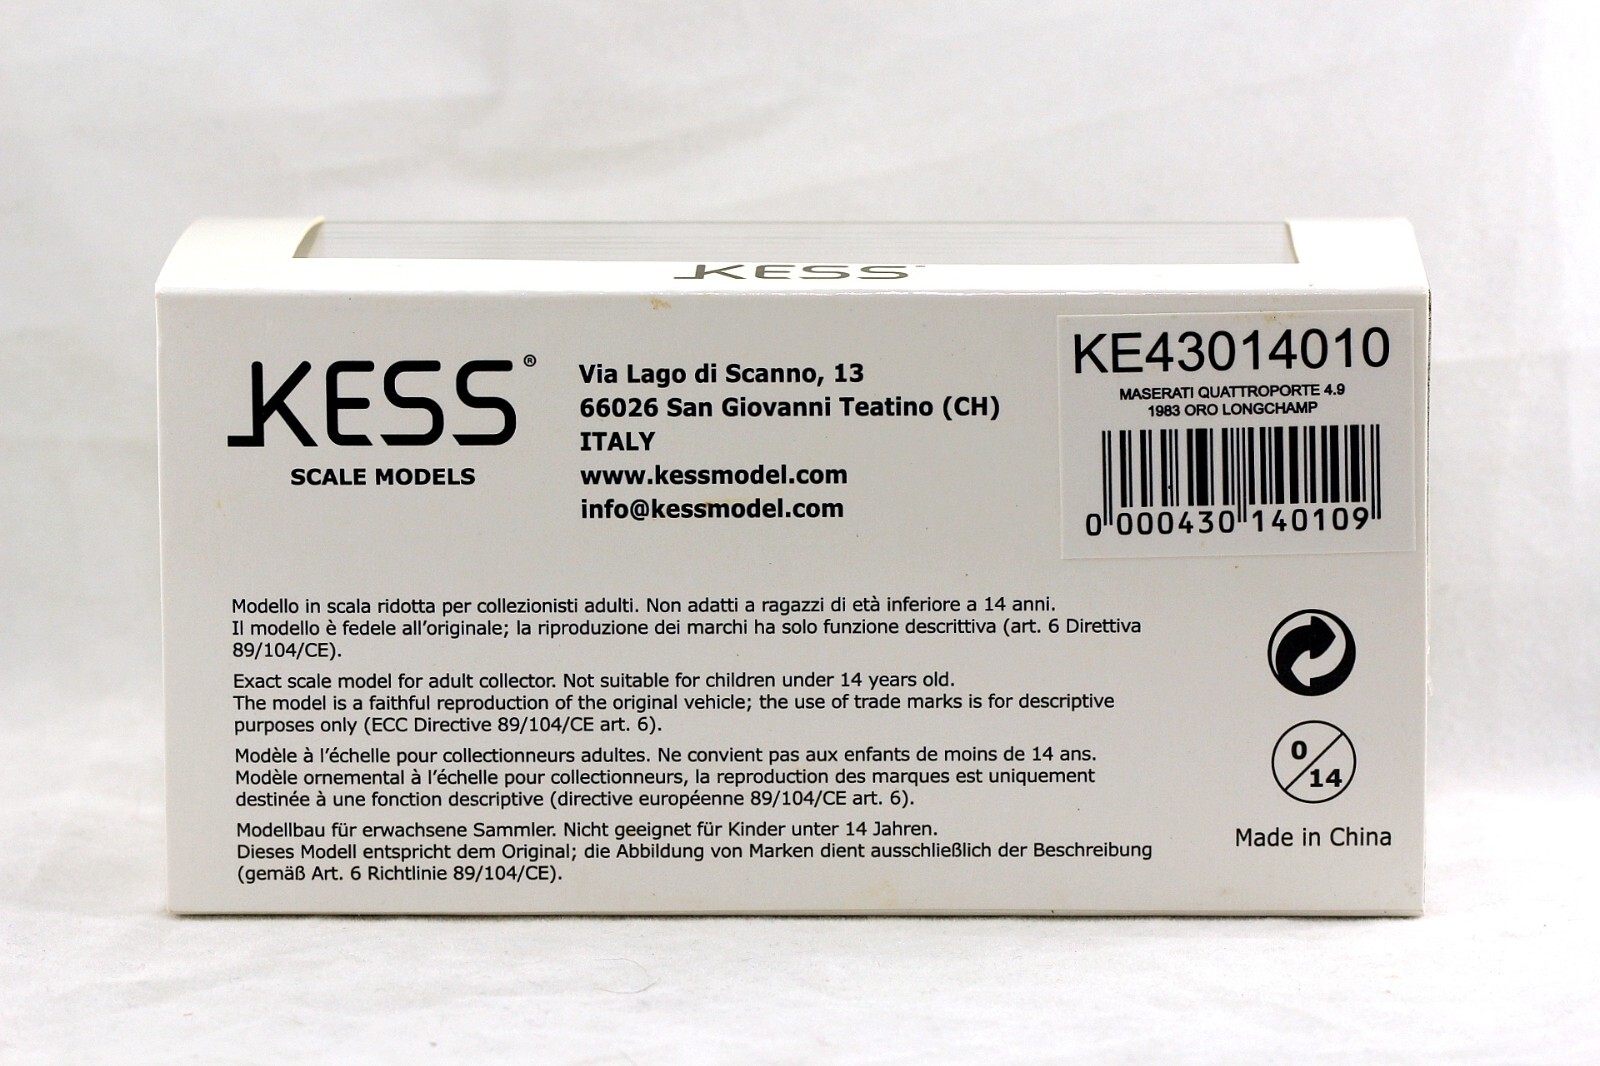 KESS
KESS®
SCALE MODELS
Via Lago di Scanno, 13
66026 San Giovanni Teatino (CH)
ITALY
www.kessmodel.com
info@kessmodel.com
KE43014010
MASERATI QUATTROPORTE 4.9
1983 ORO LONGCHAMP
0 000430 140109
Modello in scala ridotta per collezionisti adulti. Non adatti a ragazzi di età inferiore a 14 anni.
Il modello è fedele all'originale; la riproduzione dei marchi ha solo funzione descrittiva (art. 6 Direttiva
89/104/CE).
Exact scale model for adult collector. Not suitable for children under 14 years old.
The model is a faithful reproduction of the original vehicle; the use of trade marks is for descriptive
purposes only (ECC Directive 89/104/CE art. 6).
Modèle à l'échelle pour collectionneurs adultes. Ne convient pas aux enfants de moins de 14 ans.
Modèle ornemental à l'échelle pour collectionneurs, la reproduction des marques est uniquement
destinée à une fonction descriptive (directive européenne 89/104/CE art. 6).
Modellbau für erwachsene Sammler. Nicht geeignet für Kinder unter 14 Jahren.
Dieses Modell entspricht dem Original; die Abbildung von Marken dient ausschließlich der Beschreibung
(gemäß Art. 6 Richtlinie 89/104/CE).
0
14
Made in China